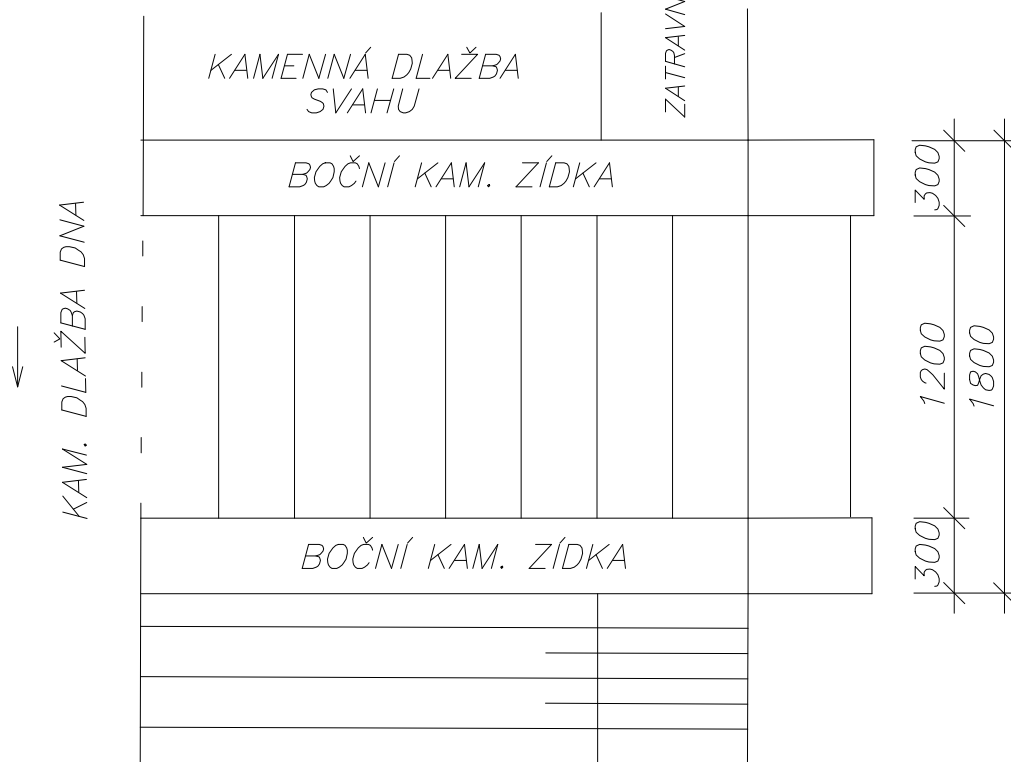 KAMENNÁ DLAŽBA
SVAHU
BOČNÍ KAM. ZÍDKA
KAM. DLAŽBA DNA
BOČNÍ KAM. ZÍDKA
300
1200
1800
300